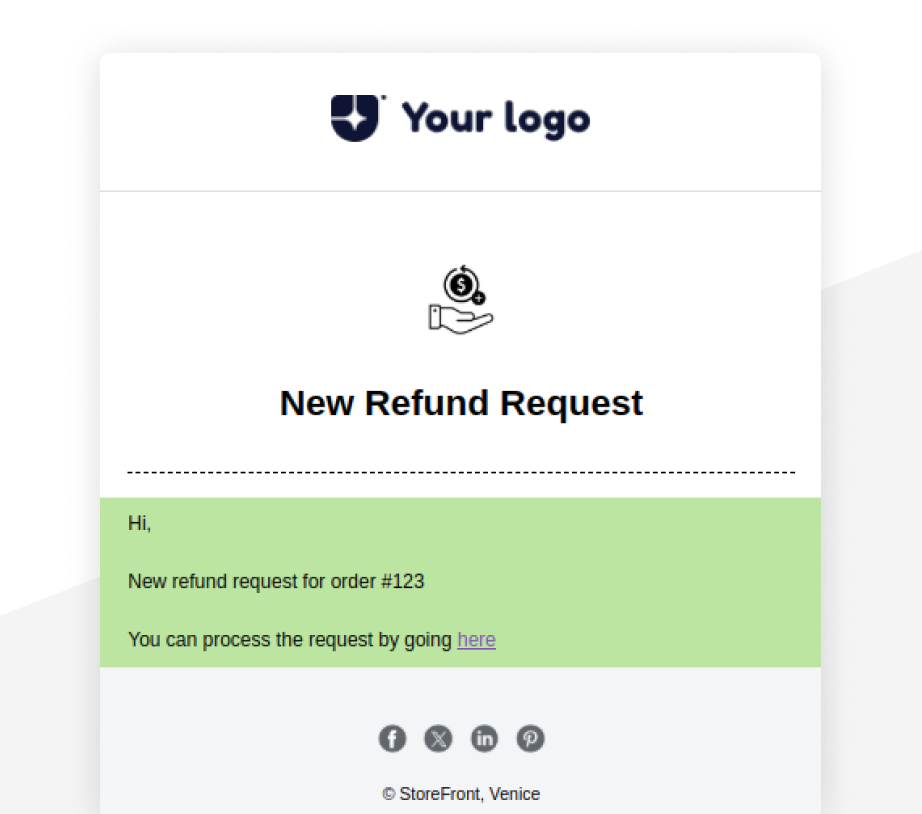 Your logo
New Refund Request
Hi,
New refund request for order #123
You can process the request by going here
© StoreFront, Venice